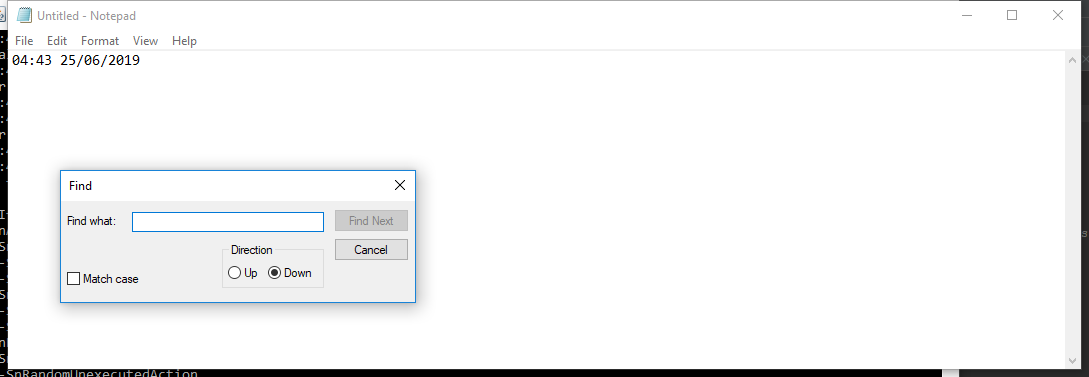 Untitled - Notepad
File Edit Format View Help
04:43 25/06/2019
Find
Find what: Find Next
Direction Cancel
Up Down
Match case
-SnRandomUnexecutedAction